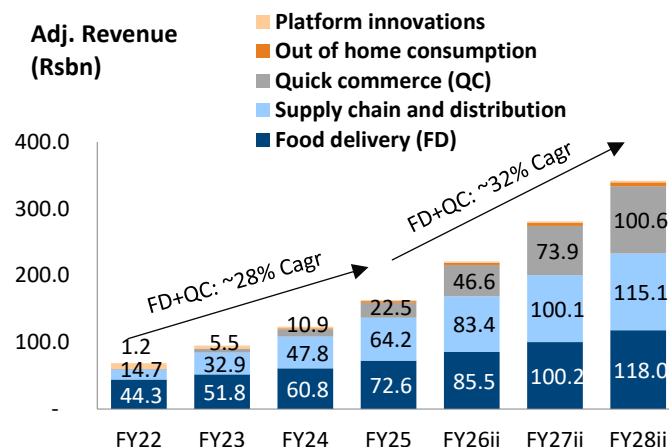 Adj. Revenue
(Rsbn)
Platform innovations
Out of home consumption
Quick commerce (QC)
Supply chain and distribution
Food delivery (FD)
400.0
300.0
200.0
100.0
-
FD+QC: ~28% Cagr
FD+QC: ~32% Cagr
1.2
14.7
44.3
5.5
32.9
51.8
10.9
47.8
60.8
22.5
64.2
72.6
46.6
83.4
85.5
73.9
100.1
100.2
100.6
115.1
118.0
FY22 FY23 FY24 FY25 FY26ii FY27ii FY28ii